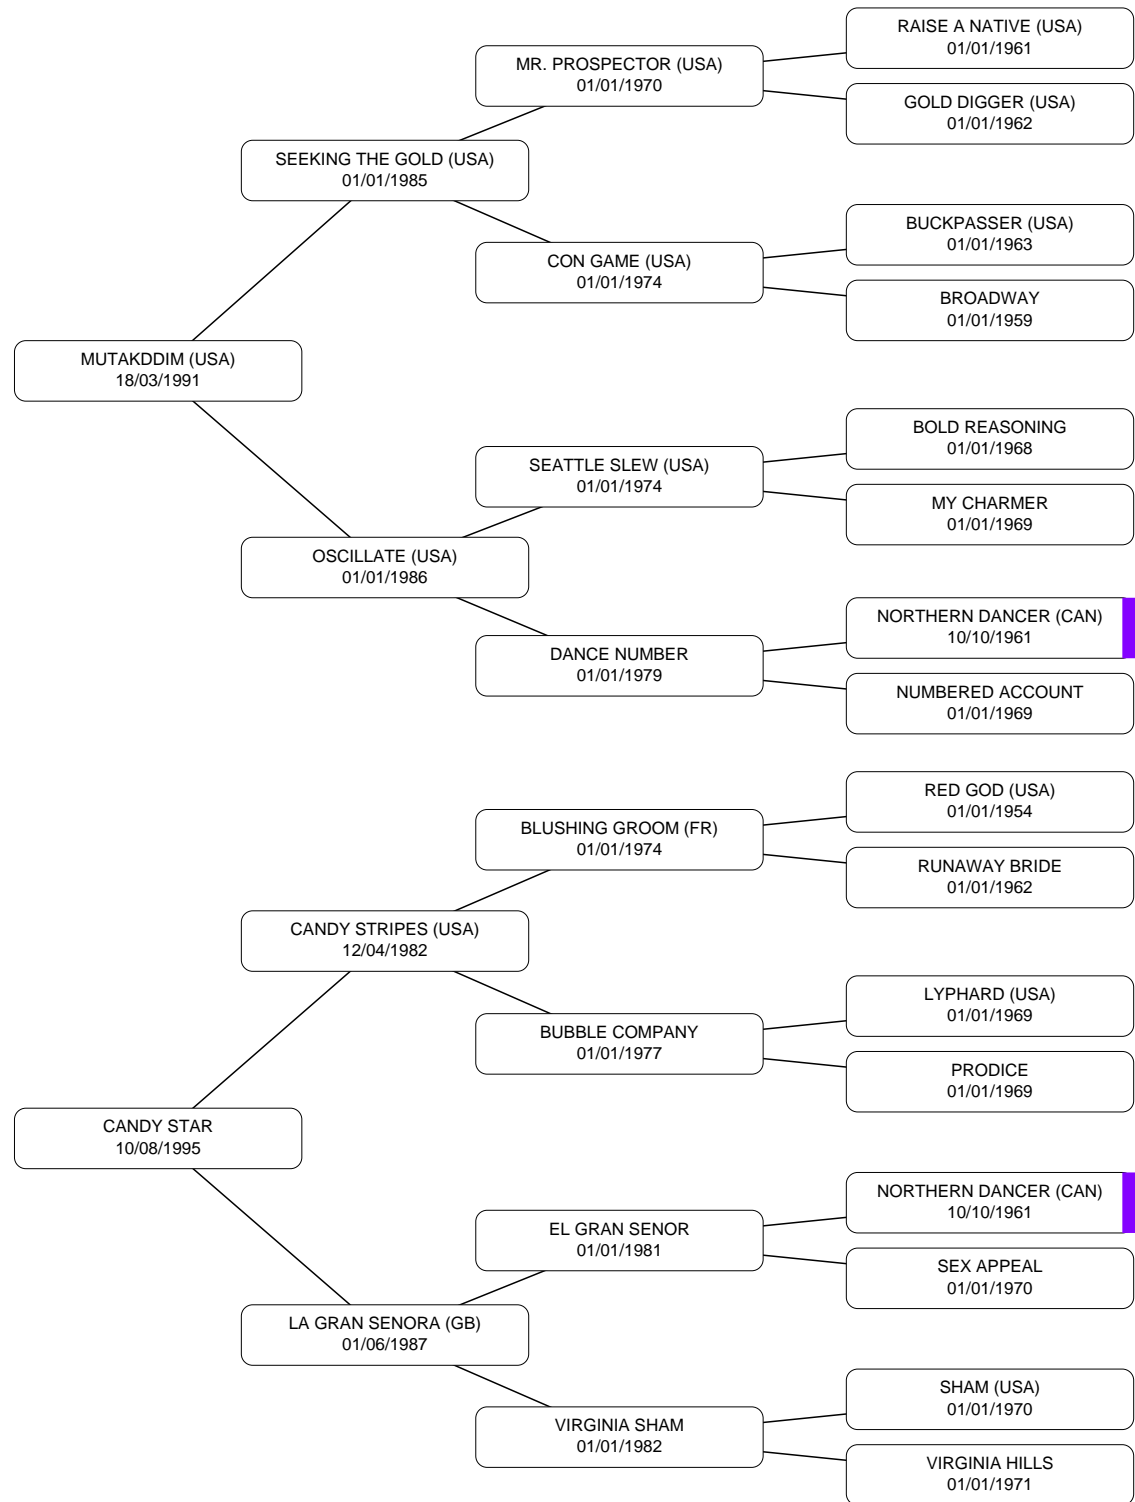 RAISE A NATIVE (USA)
01/01/1961
MR. PROSPECTOR (USA)
01/01/1970
GOLD DIGGER (USA)
01/01/1962
SEEKING THE GOLD (USA)
01/01/1985
BUCKPASSER (USA)
01/01/1963
CON GAME (USA)
01/01/1974
BROADWAY
01/01/1959
MUTAKDDIM (USA)
18/03/1991
BOLD REASONING
01/01/1968
SEATTLE SLEW (USA)
01/01/1974
MY CHARMER
01/01/1969
OSCILLATE (USA)
01/01/1986
NORTHERN DANCER (CAN)
10/10/1961
DANCE NUMBER
01/01/1979
NUMBERED ACCOUNT
01/01/1969
RED GOD (USA)
01/01/1954
BLUSHING GROOM (FR)
01/01/1974
RUNAWAY BRIDE
01/01/1962
CANDY STRIPES (USA)
12/04/1982
LYPHARD (USA)
01/01/1969
BUBBLE COMPANY
01/01/1977
PRODICE
01/01/1969
CANDY STAR
10/08/1995
NORTHERN DANCER (CAN)
10/10/1961
EL GRAN SENOR
01/01/1981
SEX APPEAL
01/01/1970
LA GRAN SENORA (GB)
01/06/1987
SHAM (USA)
01/01/1970
VIRGINIA SHAM
01/01/1982
VIRGINIA HILLS
01/01/1971